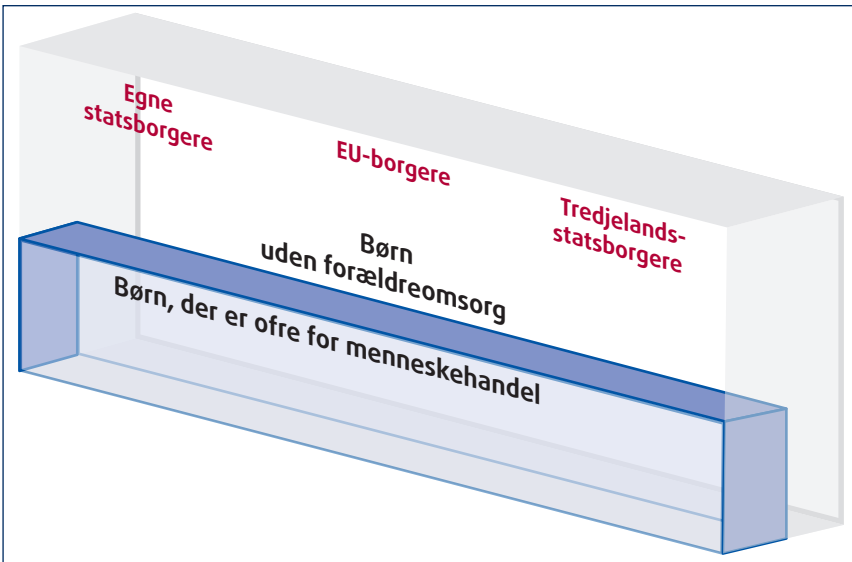 Egne
statsborgere
EU-borgere
Tredjelands-
statsborgere
Børn
uden forældreomsorg
Børn, der er ofre for menneskehandel